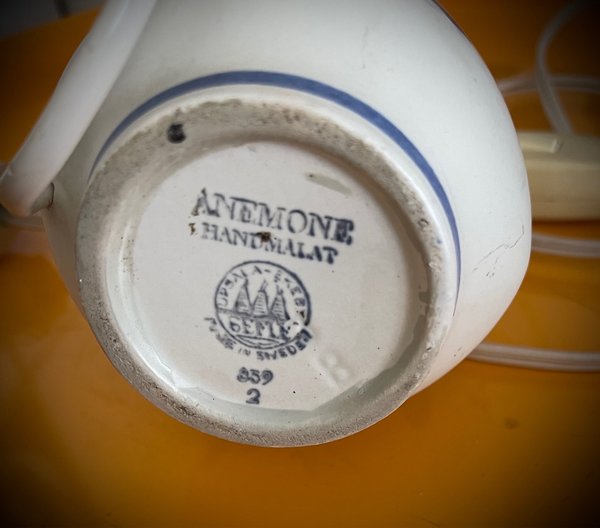 ANEMONE
HANDMALAT
UPSALA-EKEBY
GEFLE
MADE IN SWEDEN
859
2